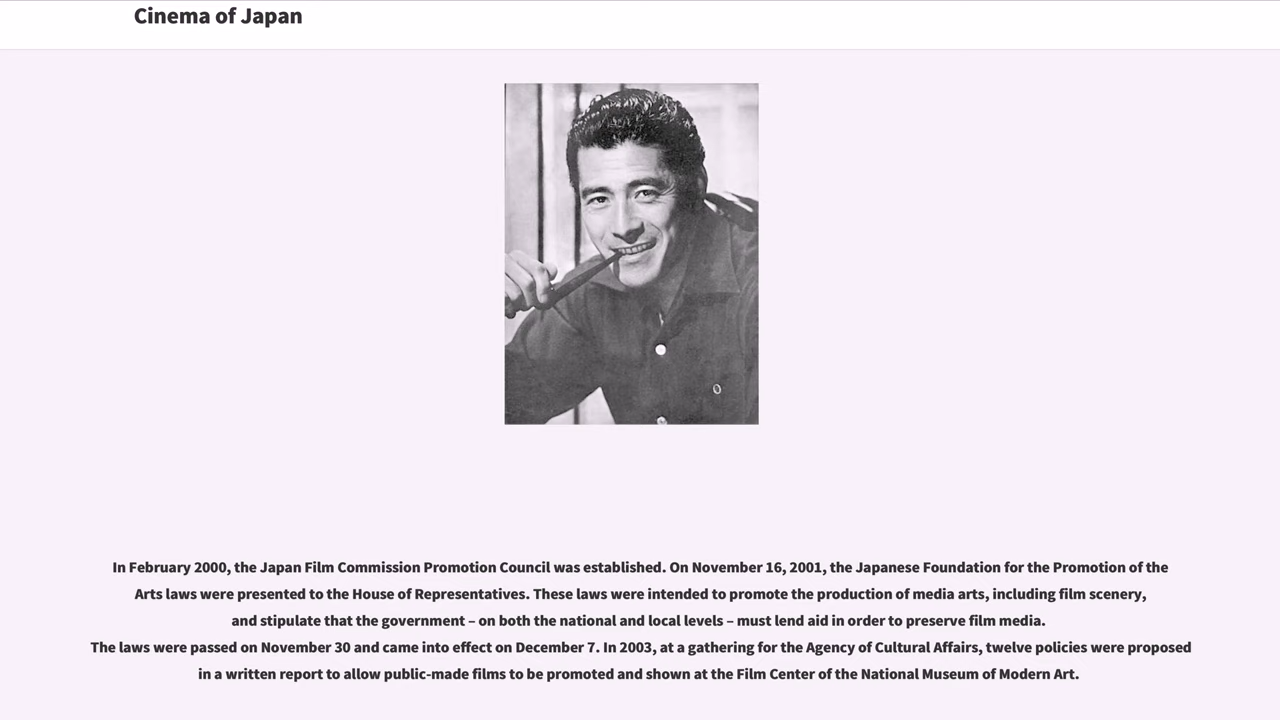 Cinema of Japan
In February 2000, the Japan Film Commission Promotion Council was established. On November 16, 2001, the Japanese Foundation for the Promotion of the
Arts laws were presented to the House of Representatives. These laws were intended to promote the production of media arts, including film scenery,
and stipulate that the government – on both the national and local levels – must lend aid in order to preserve film media.
The laws were passed on November 30 and came into effect on December 7. In 2003, at a gathering for the Agency of Cultural Affairs, twelve policies were proposed
in a written report to allow public-made films to be promoted and shown at the Film Center of the National Museum of Modern Art.